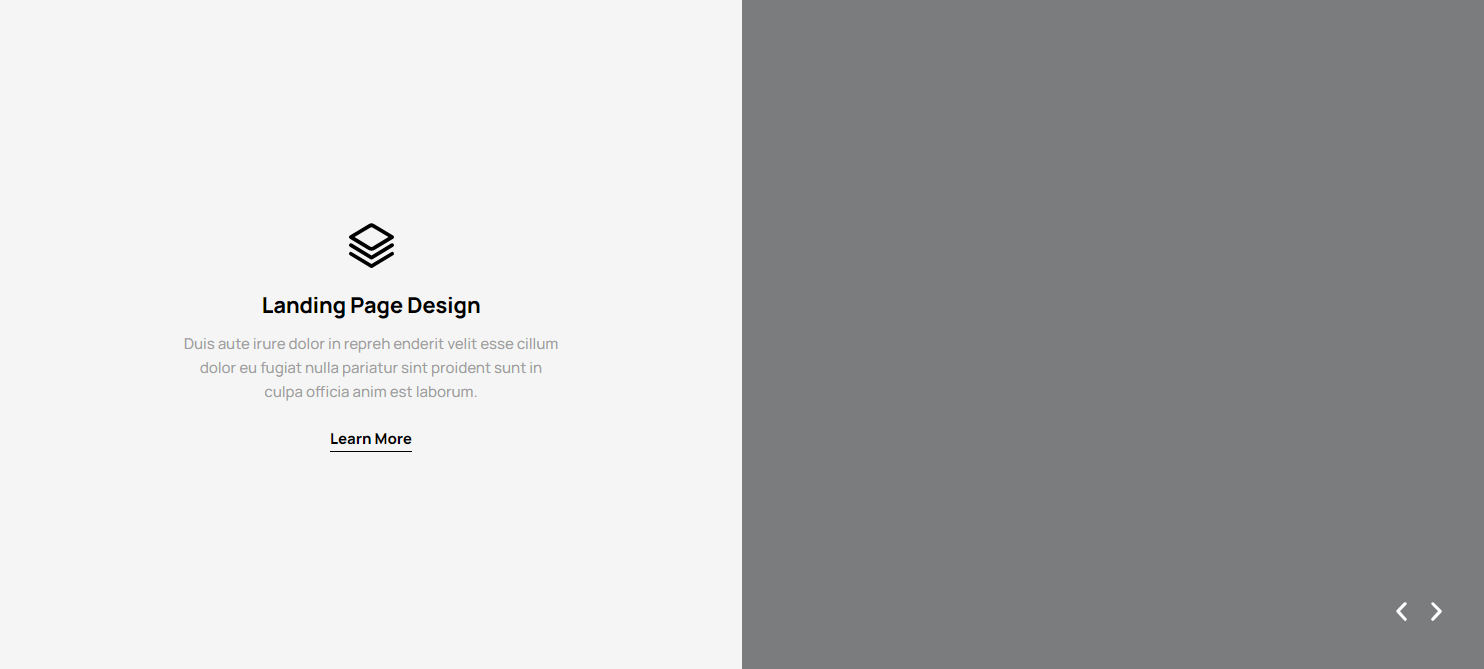 Landing Page Design
Duis aute irure dolor in repreh enderit velit esse cillum
dolor eu fugiat nulla pariatur sint proident sunt in
culpa officia anim est laborum.
Learn More